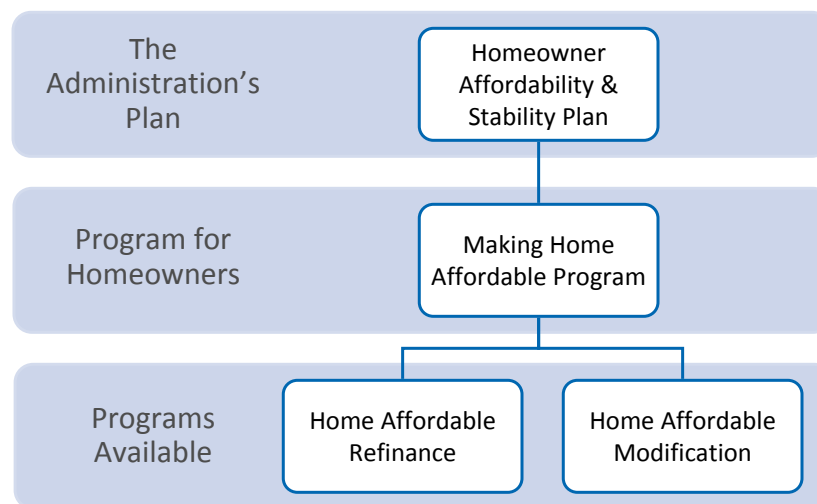 The
Administration’s
Plan
Homeowner
Affordability &
Stability Plan
Program for
Homeowners
Making Home
Affordable Program
Programs
Available
Home Affordable
Refinance
Home Affordable
Modification